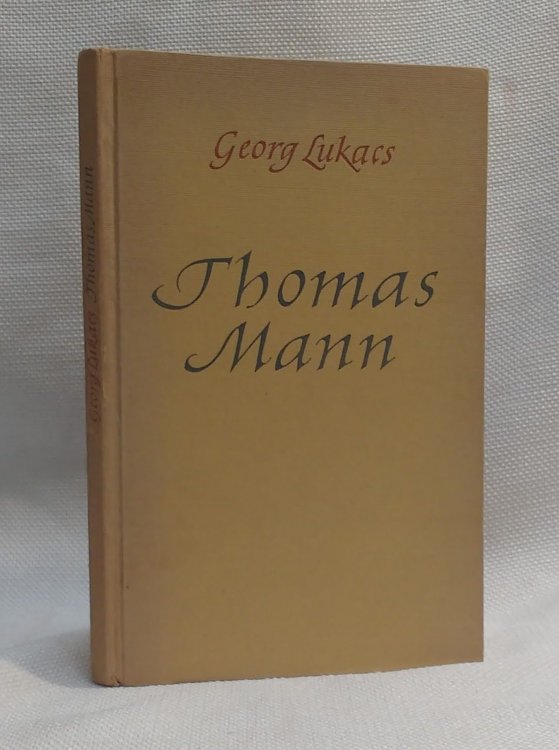 Georg Lukacs
Thomas
Mann
Georg Lukacs Thomas Mann